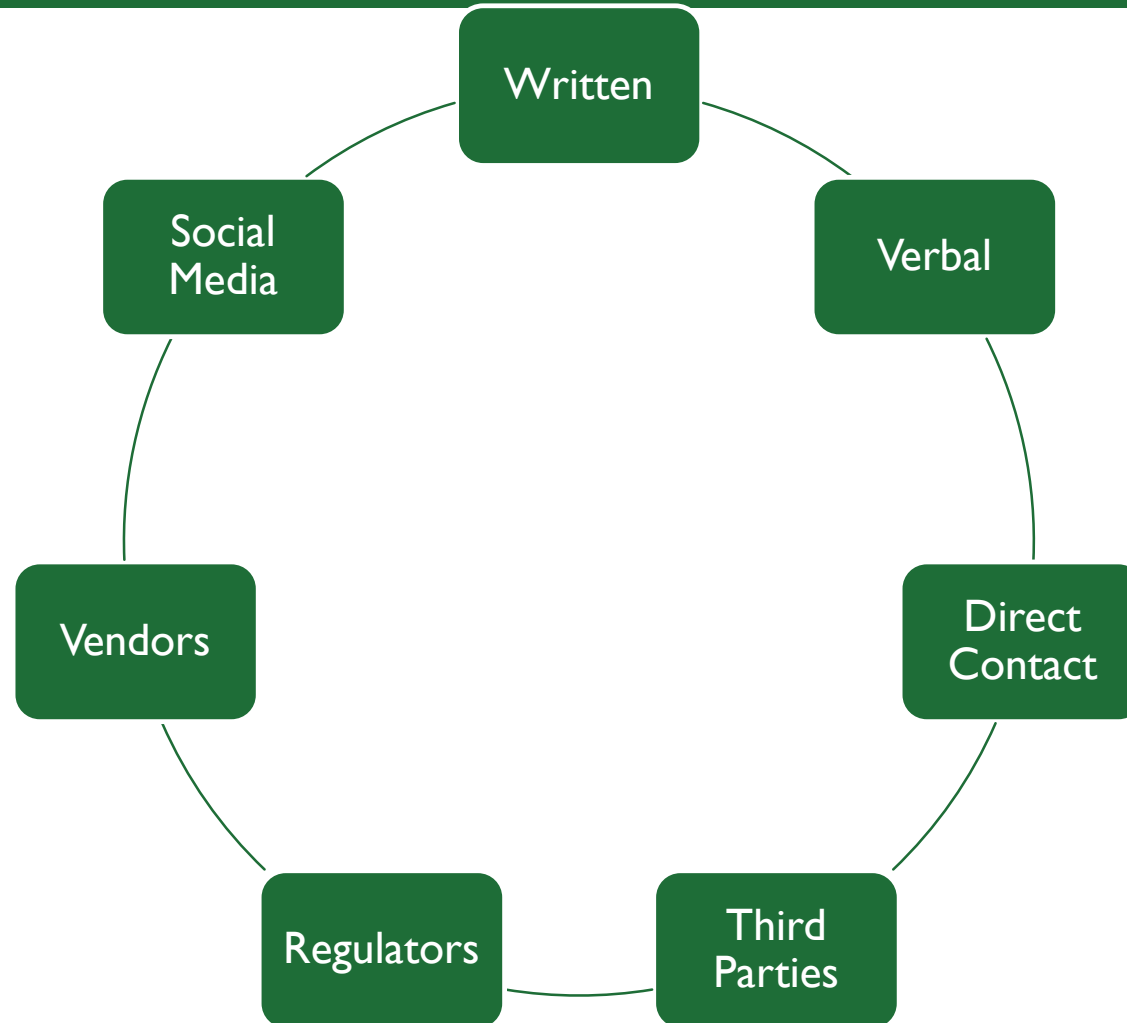 Written
Verbal
Direct
Contact
Third
Parties
Regulators
Vendors
Social
Media